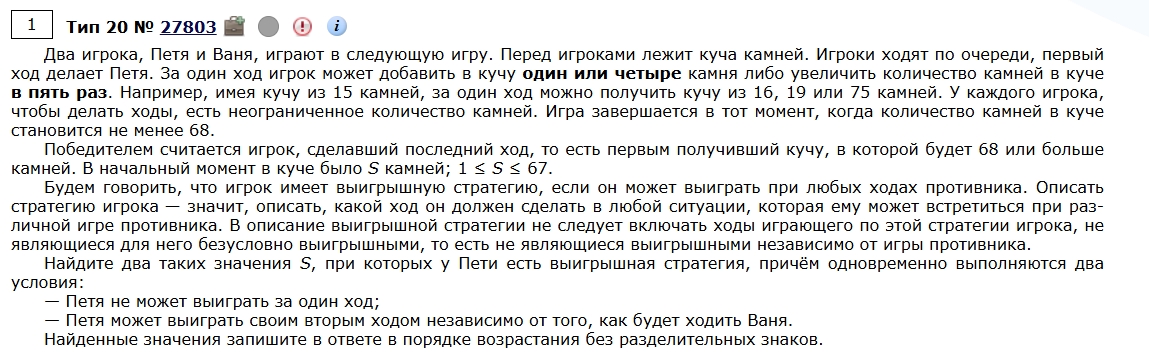 1 Тип 20 № 27803 i
Два игрока, Петя и Ваня, играют в следующую игру. Перед игроками лежит куча камней. Игроки ходят по очереди, первый
ход делает Петя. За один ход игрок может добавить в кучу один или четыре камня либо увеличить количество камней в куче
в пять раз. Например, имея кучу из 15 камней, за один ход можно получить кучу из 16, 19 или 75 камней. У каждого игрока,
чтобы делать ходы, есть неограниченное количество камней. Игра завершается в тот момент, когда количество камней в куче
становится не менее 68.
Победителем считается игрок, сделавший последний ход, то есть первым получивший кучу, в которой будет 68 или больше
камней. В начальный момент в куче было S камней; 1 ≤ S ≤ 67.
Будем говорить, что игрок имеет выигрышную стратегию, если он может выиграть при любых ходах противника. Описать
стратегию игрока — значит, описать, какой ход он должен сделать в любой ситуации, которая ему может встретиться при раз-
личной игре противника. В описание выигрышной стратегии не следует включать ходы играющего по этой стратегии игрока, не
являющиеся для него безусловно выигрышными, то есть не являющиеся выигрышными независимо от игры противника.
Найдите два таких значения S, при которых у Пети есть выигрышная стратегия, причём одновременно выполняются два
условия:
— Петя не может выиграть за один ход;
— Петя может выиграть своим вторым ходом независимо от того, как будет ходить Ваня.
Найденные значения запишите в ответе в порядке возрастания без разделительных знаков.